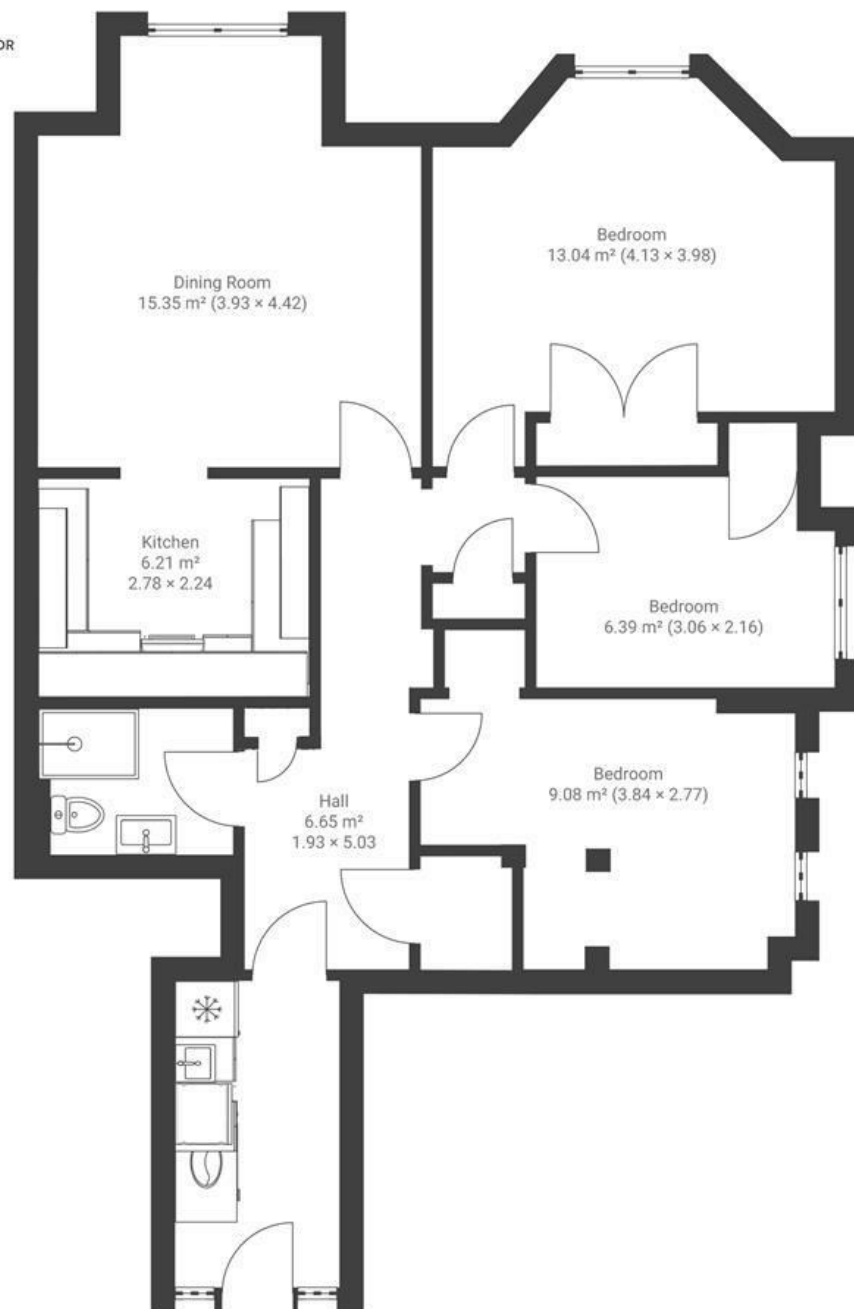 OR
Bedroom
13.04 m² (4.13 × 3.98)
Dining Room
15.35 m² (3.93 × 4.42)
Kitchen
6.21 m²
2.78 × 2.24
Bedroom
6.39 m² (3.06 × 2.16)
Bedroom
9.08 m² (3.84 × 2.77)
Hall
6.65 m²
1.93 × 5.03